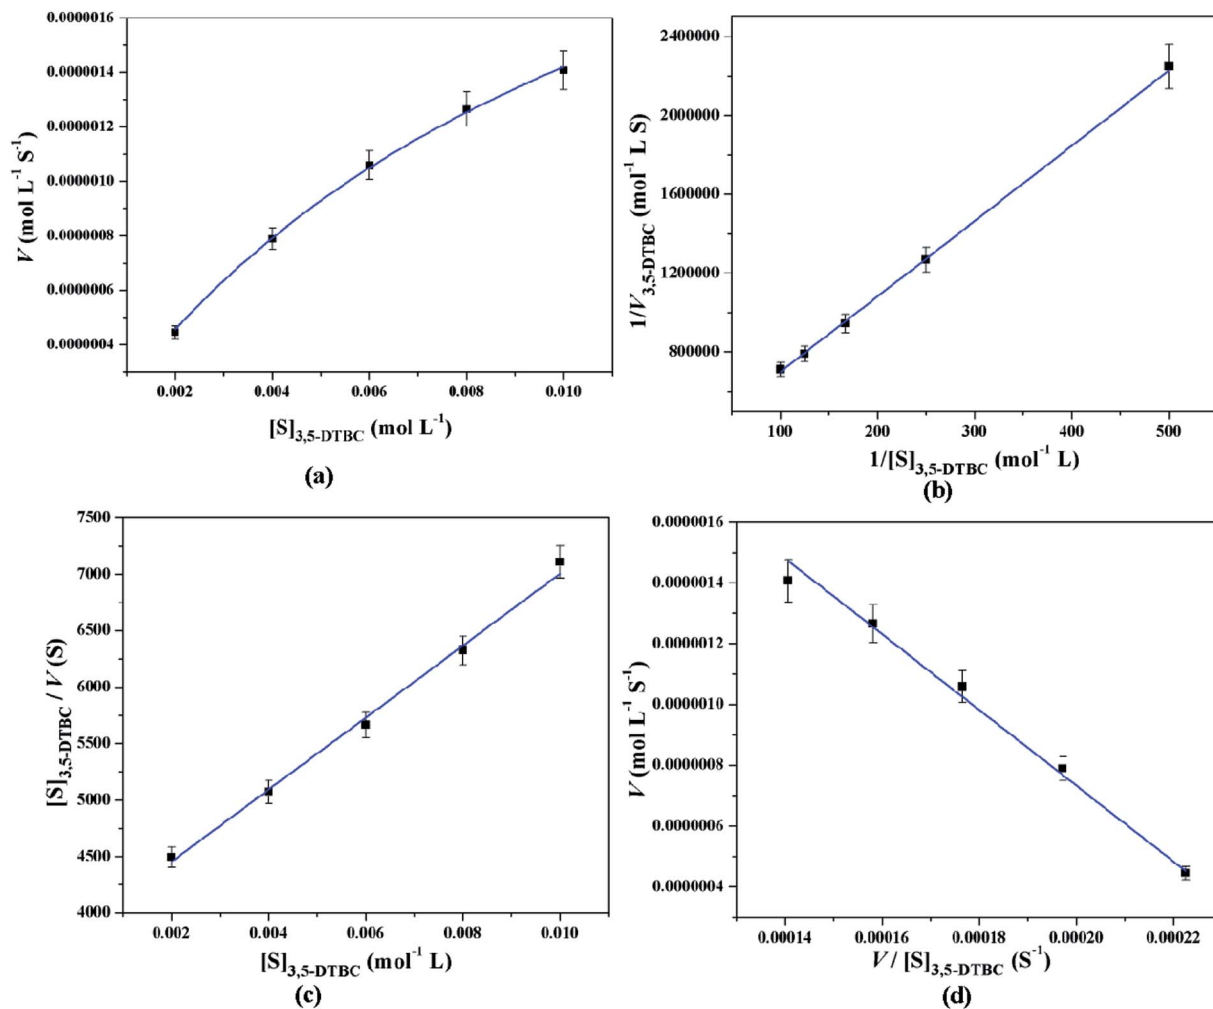 0.0000016
0.0000014
0.0000012
0.0000010
0.0000008
0.0000006
0.0000004
V (mol L⁻¹ S⁻¹)
0.002 0.004 0.006 0.008 0.010
[S]3,5-DTBC (mol L⁻¹)
(a)
2400000
2000000
1600000
1200000
800000
1/V3,5-DTBC (mol⁻¹ L S)
100 200 300 400 500
1/[S]3,5-DTBC (mol⁻¹ L)
(b)
7500
7000
6500
6000
5500
5000
4500
4000
[S]3,5-DTBC / V (S)
0.002 0.004 0.006 0.008 0.010
[S]3,5-DTBC (mol⁻¹ L)
(c)
0.0000016
0.0000014
0.0000012
0.0000010
0.0000008
0.0000006
0.0000004
V (mol L⁻¹ S⁻¹)
0.00014 0.00016 0.00018 0.00020 0.00022
V / [S]3,5-DTBC (S⁻¹)
(d)